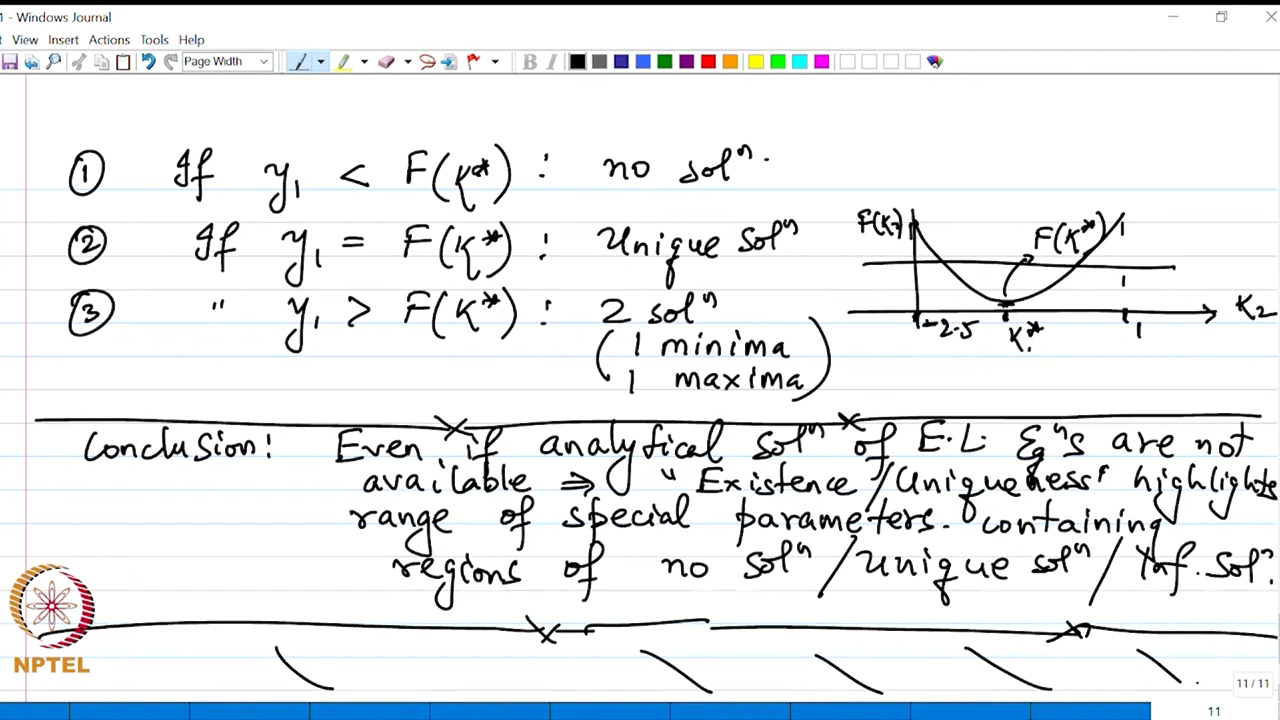 1 - Windows Journal
View Insert Actions Tools Help
Page Width
B I
① If y₁ < F(K*) : no solⁿ.
② If y₁ = F(K*) : Unique solⁿ
③ " y₁ > F(K*) : 2 solⁿ
(1 minima
1 maxima)
F(K₂) F(K*)
-2.5 K* 1 K₂
Conclusion: Even if analytical solⁿ of E.L. Eqⁿs are not
available ⇒ "Existence/Uniqueness" highlights
range of special parameters. containing
regions of no solⁿ / Unique solⁿ / Inf. solⁿ.
NPTEL
11 / 11
11